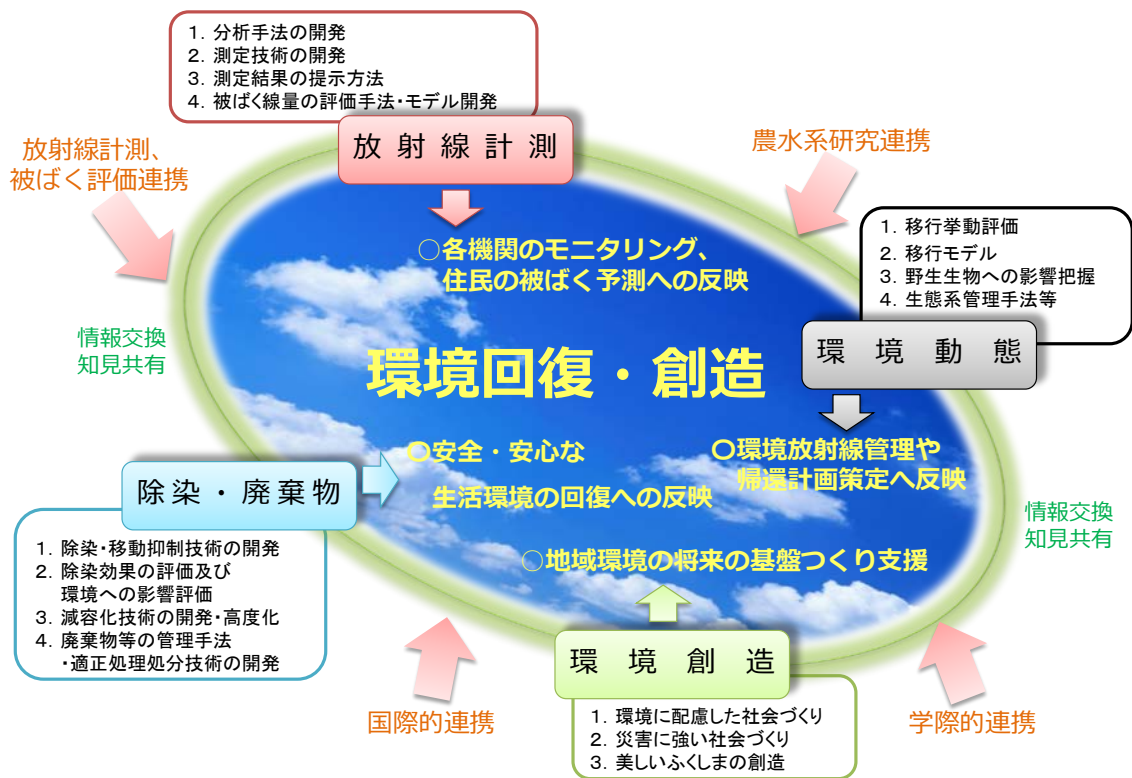 1．分析手法の開発
2．測定技術の開発
3．測定結果の提示方法
4．被ばく線量の評価手法・モデル開発
放射線計測
放射線計測、
被ばく評価連携
農水系研究連携
1．移行挙動評価
2．移行モデル
3．野生生物への影響把握
4．生態系管理手法等
環境動態
○各機関のモニタリング、
住民の被ばく予測への反映
情報交換
知見共有
環境回復・創造
○安全・安心な
生活環境の回復への反映
○環境放射線管理や
帰還計画策定へ反映
除染・廃棄物
1．除染・移動抑制技術の開発
2．除染効果の評価及び
環境への影響評価
3．減容化技術の開発・高度化
4．廃棄物等の管理手法
・適正処理処分技術の開発
情報交換
知見共有
○地域環境の将来の基盤つくり支援
環境創造
1．環境に配慮した社会づくり
2．災害に強い社会づくり
3．美しいふくしまの創造
国際的連携
学際的連携